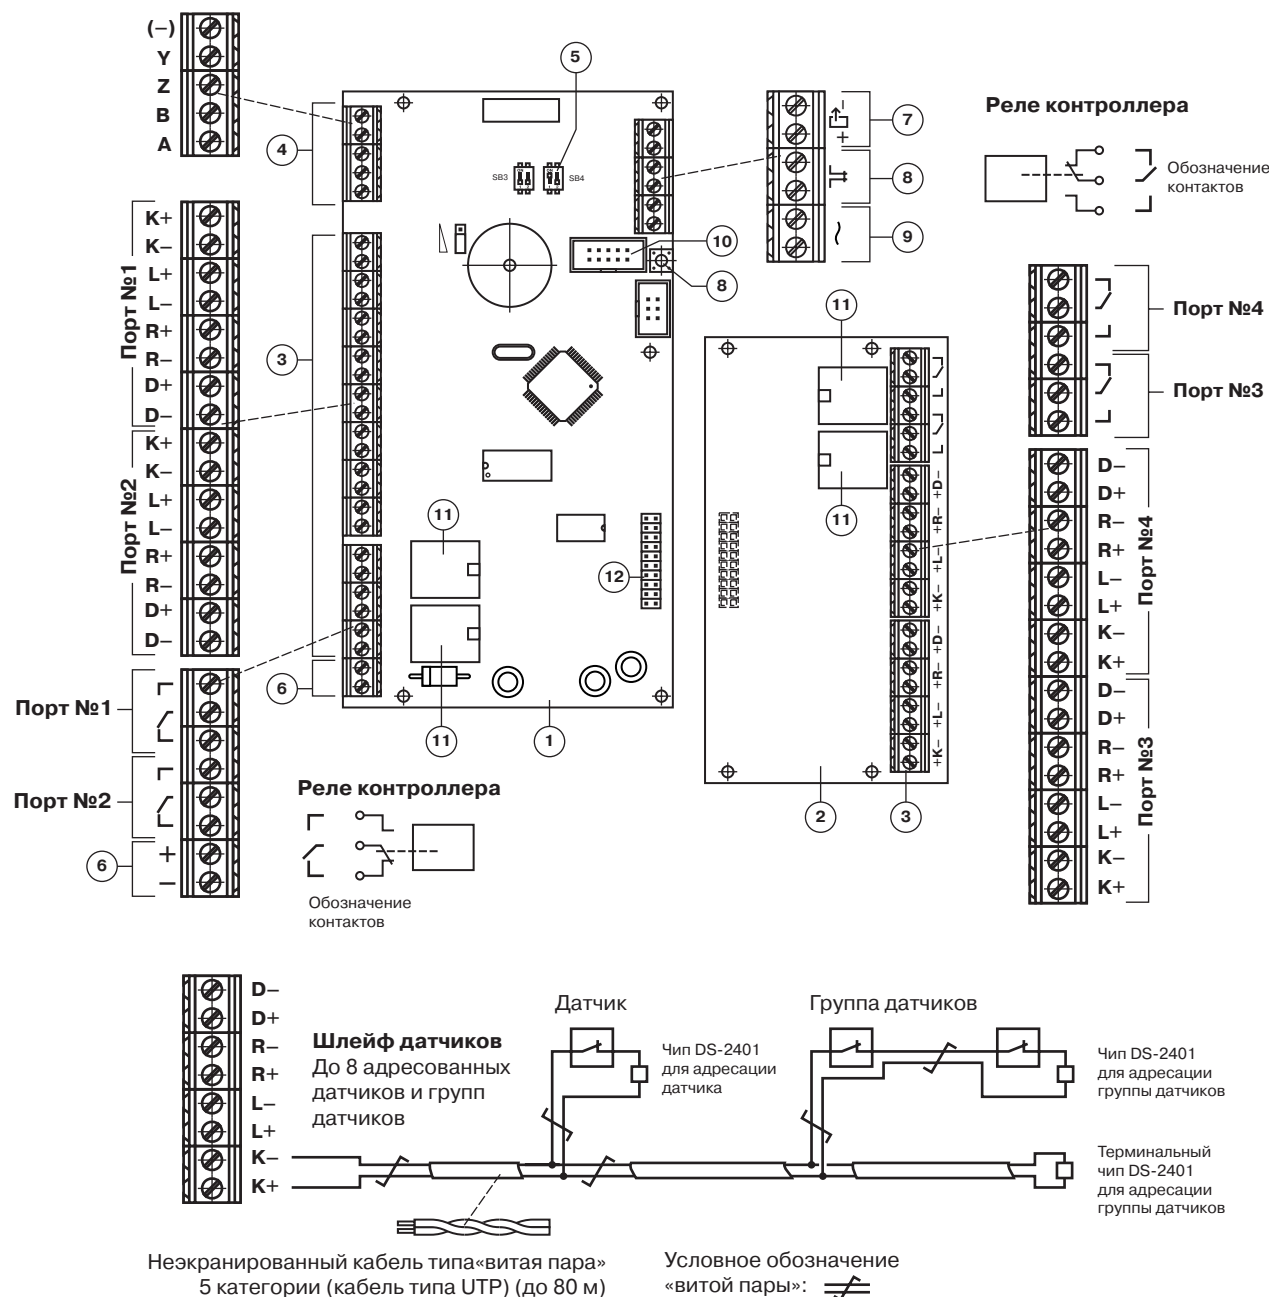 (–)
Y
Z
B
A
4
5
SB3
SB4
7
– +
8
9
10
8
Реле контроллера
Обозначение
контактов
Порт №1
K+
K–
L+
L–
R+
R–
D+
D–
Порт №2
K+
K–
L+
L–
R+
R–
D+
D–
3
11
11
12
6
1
Порт №1
Порт №2
6
+
–
Реле контроллера
Обозначение
контактов
11
11
+D–
+R–
+L–
+K–
+D–
+R–
+L–
+K–
2
3
Порт №4
Порт №3
Порт №4
D–
D+
R–
R+
L–
L+
K–
K+
Порт №3
D–
D+
R–
R+
L–
L+
K–
K+
D–
D+
R–
R+
L–
L+
K–
K+
Шлейф датчиков
До 8 адресованных
датчиков и групп
датчиков
Датчик
Чип DS-2401
для адресации
датчика
Группа датчиков
Чип DS-2401
для адресации
группы датчиков
Терминальный
чип DS-2401
для адресации
группы датчиков
Неэкранированный кабель типа«витая пара»
5 категории (кабель типа UTP) (до 80 м)
Условное обозначение
«витой пары»: